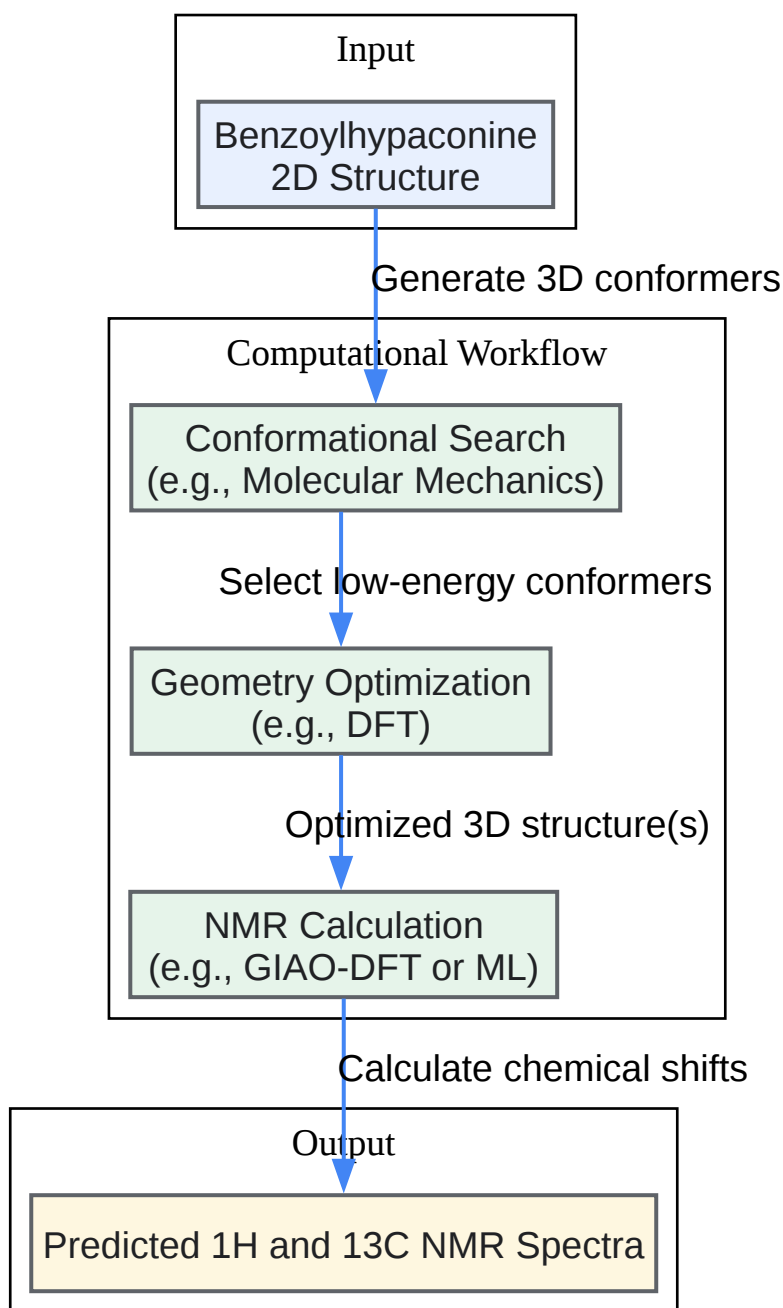 Input
Benzoylhypaconine
2D Structure
Generate 3D conformers
Computational Workflow
Conformational Search
(e.g., Molecular Mechanics)
Select low-energy conformers
Geometry Optimization
(e.g., DFT)
Optimized 3D structure(s)
NMR Calculation
(e.g., GIAO-DFT or ML)
Calculate chemical shifts
Output
Predicted 1H and 13C NMR Spectra